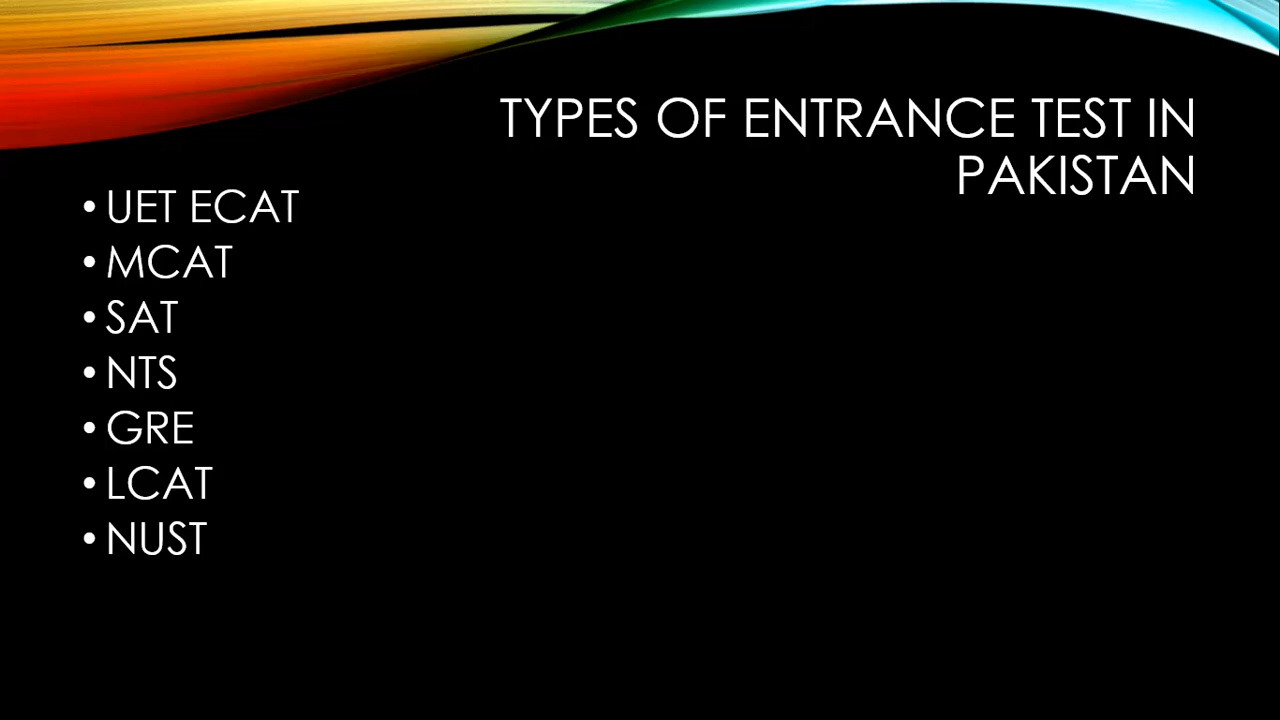 TYPES OF ENTRANCE TEST IN
PAKISTAN
• UET ECAT
• MCAT
• SAT
• NTS
• GRE
• LCAT
• NUST